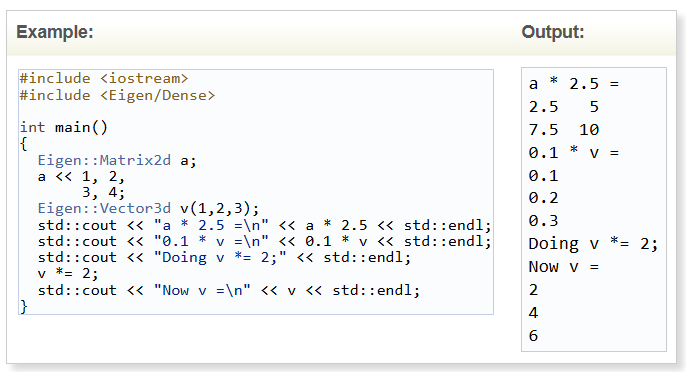 Example:
#include <iostream>
#include <Eigen/Dense>
int main()
{
  Eigen::Matrix2d a;
  a << 1, 2,
       3, 4;
  Eigen::Vector3d v(1,2,3);
  std::cout << "a * 2.5 =\n" << a * 2.5 << std::endl;
  std::cout << "0.1 * v =\n" << 0.1 * v << std::endl;
  std::cout << "Doing v *= 2;" << std::endl;
  v *= 2;
  std::cout << "Now v =\n" << v << std::endl;
}
Output:
a * 2.5 =
2.5   5
7.5  10
0.1 * v =
0.1
0.2
0.3
Doing v *= 2;
Now v =
2
4
6